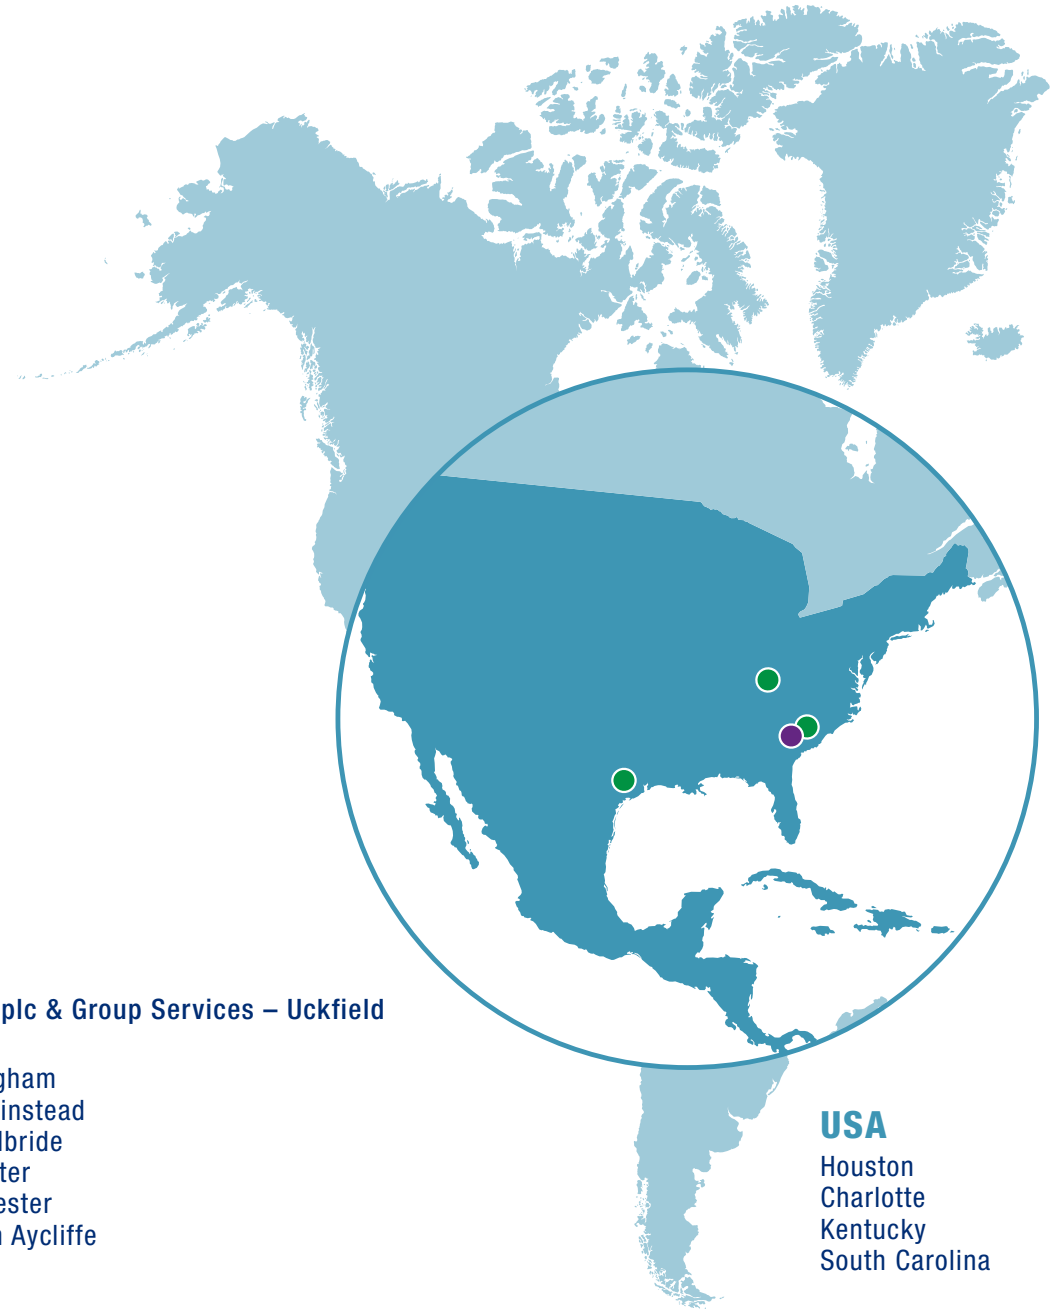 plc & Group Services – Uckfield
gham
instead
lbride
ter
ester
Aycliffe
USA
Houston
Charlotte
Kentucky
South Carolina